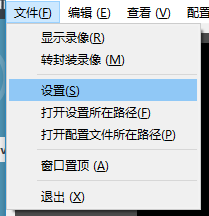 文件(F) 编辑 (E) 查看 (V) 配置
显示录像(R)
转封装录像 (M)
设置(S)
打开设置所在路径(F)
打开配置文件所在路径(P)
窗口置顶 (A)
退出 (X)